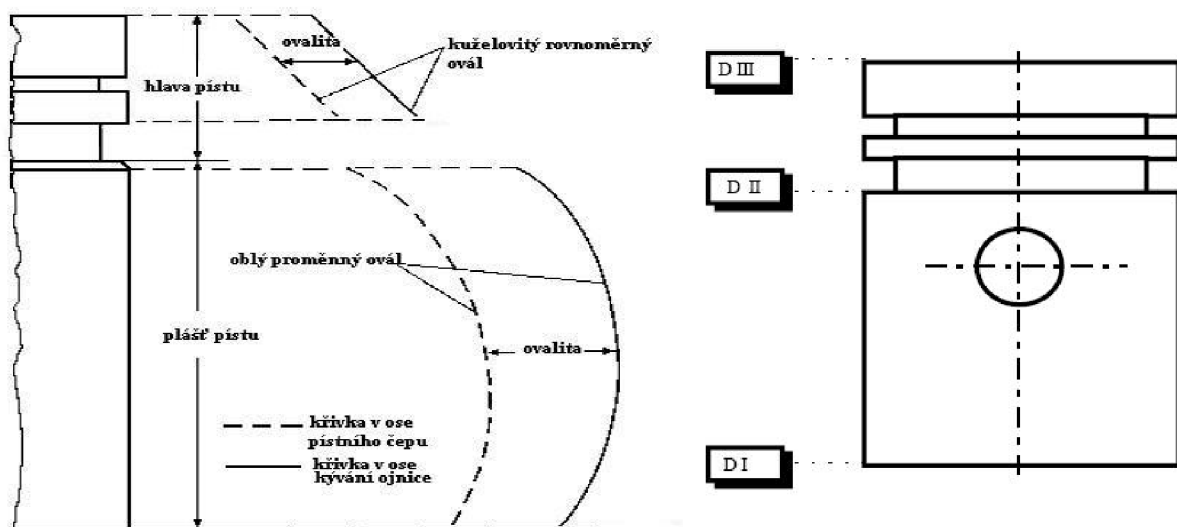 ovalita
kuželovitý rovnoměrný
ovál
hlava pístu
oblý proměnný ovál
plášť pístu
ovalita
křivka v ose
pístního čepu
křivka v ose
kývání ojnice
D III
D II
D I